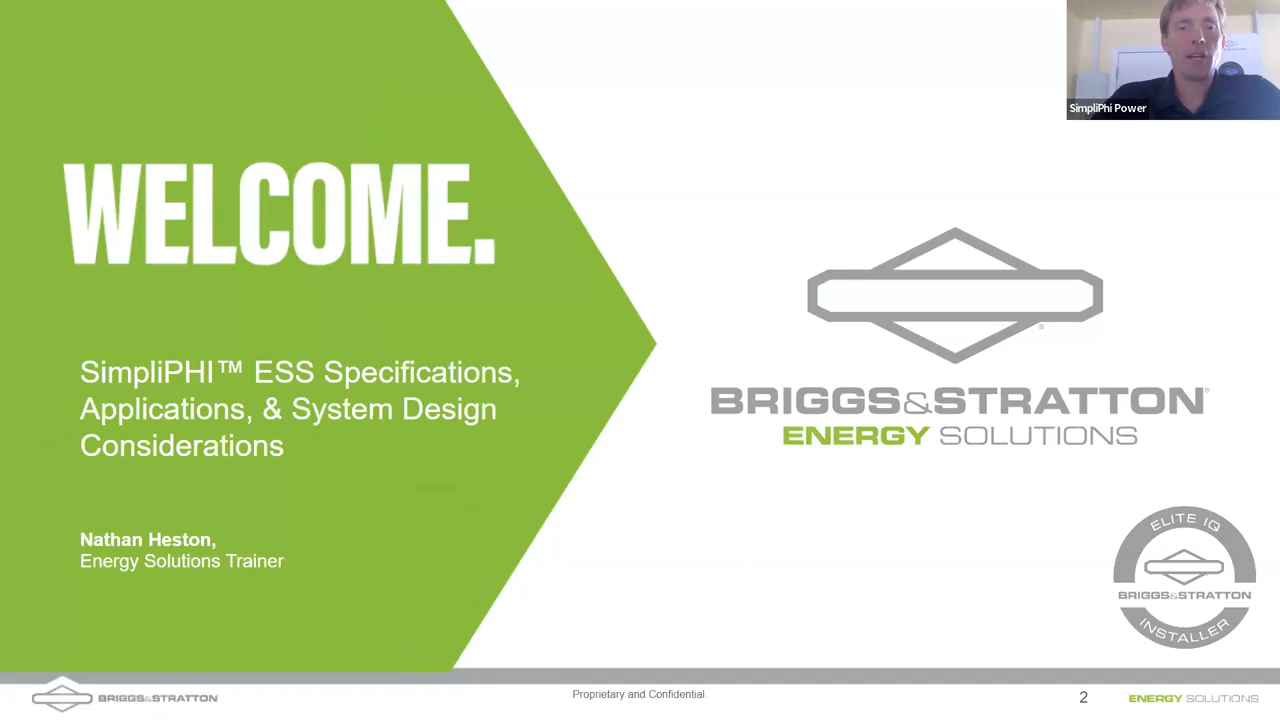 SimpliPhi Power
WELCOME.
SimpliPHI™ ESS Specifications,
Applications, & System Design
Considerations
Nathan Heston,
Energy Solutions Trainer
®
BRIGGS&STRATTON®
ENERGY SOLUTIONS
ELITE IQ
BRIGGS&STRATTON
INSTALLER
BRIGGS&STRATTON
Proprietary and Confidential.
2
ENERGY SOLUTIONS